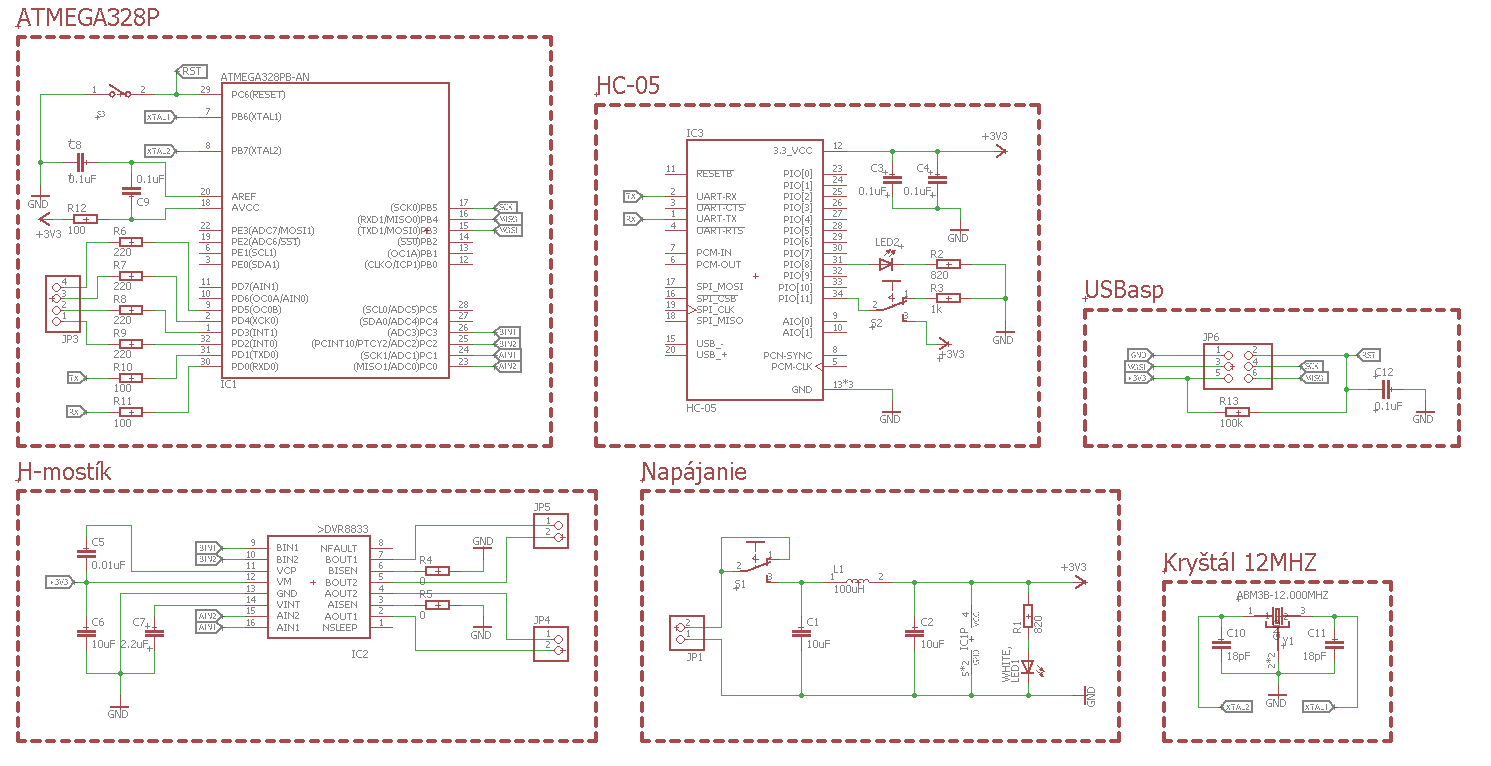 ATMEGA328P
RST
ATMEGA328PB-AN
1 2 29 PC6(RESET)
S3
XTAL1 7 PB6(XTAL1)
XTAL2 8 PB7(XTAL2)
C8
0.1uF 0.1uF
C9
GND
20 AREF
18 AVCC
R12
100
+3V3
17 (SCK0)PB5 SCK
16 (RXD1/MISO0)PB4 MISO
15 (TXD1/MOSI0)PB3 MOSI
14 (SS0)PB2
13 (OC1A)PB1
12 (CLKO/ICP1)PB0
22 PE3(ADC7/MOSI1)
19 PE2(ADC6/SS1)
6 PE1(SCL1)
3 PE0(SDA1)
R6
220
R7
220
R8
220
R9
220
R10
100
R11
100
4
3
2
1
JP3
TX
RX
11 PD7(AIN1)
10 PD6(OC0A/AIN0)
9 PD5(OC0B)
2 PD4(XCK0)
1 PD3(INT1)
32 PD2(INT0)
31 PD1(TXD0)
30 PD0(RXD0)
28 (SCL0/ADC5)PC5
27 (SDA0/ADC4)PC4
26 (ADC3)PC3 BIN1
25 (PCINT10/PTCY2/ADC2)PC2 BIN2
24 (SCK1/ADC1)PC1 AIN1
23 (MISO1/ADC0)PC0 AIN2
IC1
HC-05
IC3
3.3_VCC 12
+3V3
11 RESETB
TX 2 UART-RX
3 UART-CTS
RX 1 UART-TX
4 UART-RTS
7 PCM-IN
6 PCM-OUT
17 SPI_MOSI
16 SPI_CSB
19 SPI_CLK
18 SPI_MISO
15 USB_-
20 USB_+
PIO[0] 23
PIO[1] 24
PIO[2] 25
PIO[3] 26
PIO[4] 27
PIO[5] 28
PIO[6] 29
PIO[7] 30
PIO[8] 31
PIO[9] 32
PIO[10] 33
PIO[11] 34
AIO[0] 9
AIO[1] 10
PCN-SYNC 8
PCM-CLK 5
GND 13*3
HC-05
C3 C4
0.1uF 0.1uF
GND
LED2
R2
820
R3
1k
4
2 1
3
S2
+3V3
GND
GND
USBasp
JP6
GND 1 2 RST
MOSI 3 4 SCK
+3V3 5 6 MISO
R13
100k
C12
0.1uF
GND
H-mostík
C5
0.01uF
+3V3
C6
10uF
C7
2.2uF
GND
>DVR8833
BIN1 9 BIN1
BIN2 10 BIN2
11 VCP
12 VM
13 GND
14 VINT
AIN2 15 AIN2
AIN1 16 AIN1
NFAULT 8
BOUT1 7
BISEN 6
BOUT2 5
AOUT2 4
AISEN 3
AOUT1 2
NSLEEP 1
IC2
R4
0
R5
0
GND
GND
JP5
1
2
JP4
1
2
Napájanie
4
2 1
3
S1
2
1
JP1
C1
10uF
1 L1 2
100uH
C2
10uF
5*2 IC1P 4
GND VCC
R1
820
WHITE,
LED1
+3V3
GND
Kryštál 12MHZ
ABM3B-12.000MHZ
1 3
C10
18pF
2*2
Y1
C11
18pF
GND
XTAL2 XTAL1